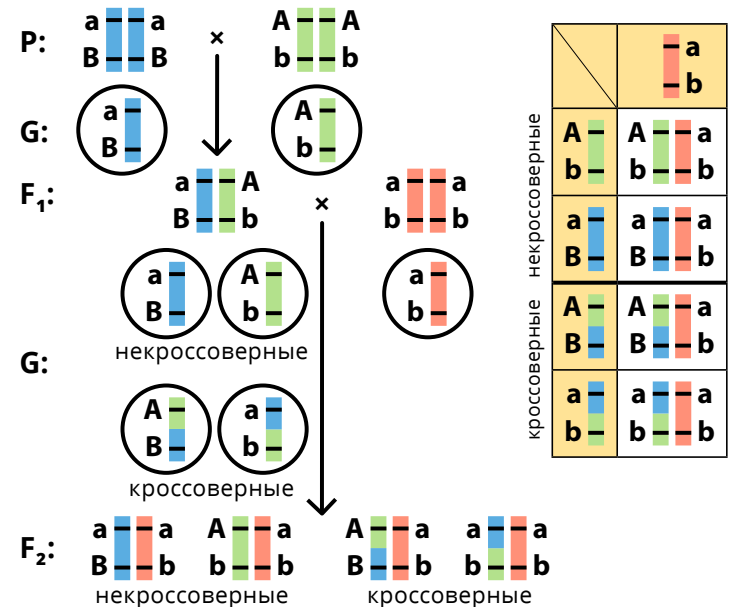 P: a a × A A
B B b b
G: a A
B b
F₁: a A × a a
B b b b
a A a
B b b
некроссоверные
G:
A a
B b
кроссоверные
F₂: a a A a A a a a
B b b b B b b b
некроссоверные кроссоверные
a
b
некроссоверные
A A a
b b b
a a a
B B b
кроссоверные
A A a
B B b
a a a
b b b